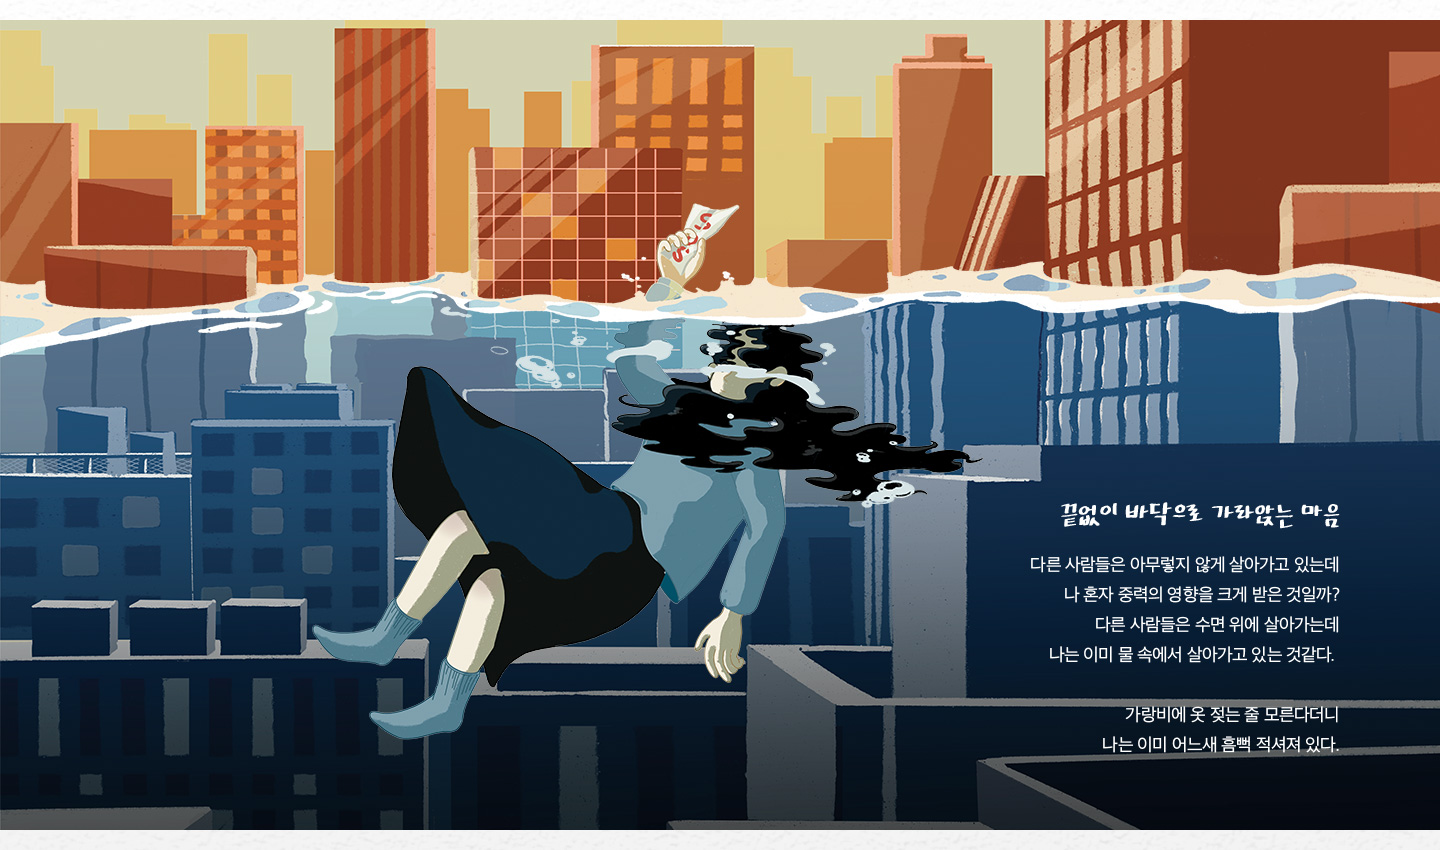 끝없이 바닥으로 가라앉는 마음
다른 사람들은 아무렇지 않게 살아가고 있는데
나 혼자 중력의 영향을 크게 받은 것일까?
다른 사람들은 수면 위에 살아가는데
나는 이미 물 속에서 살아가고 있는 것같다.
가랑비에 옷 젖는 줄 모른다더니
나는 이미 어느새 흠뻑 적셔져 있다.